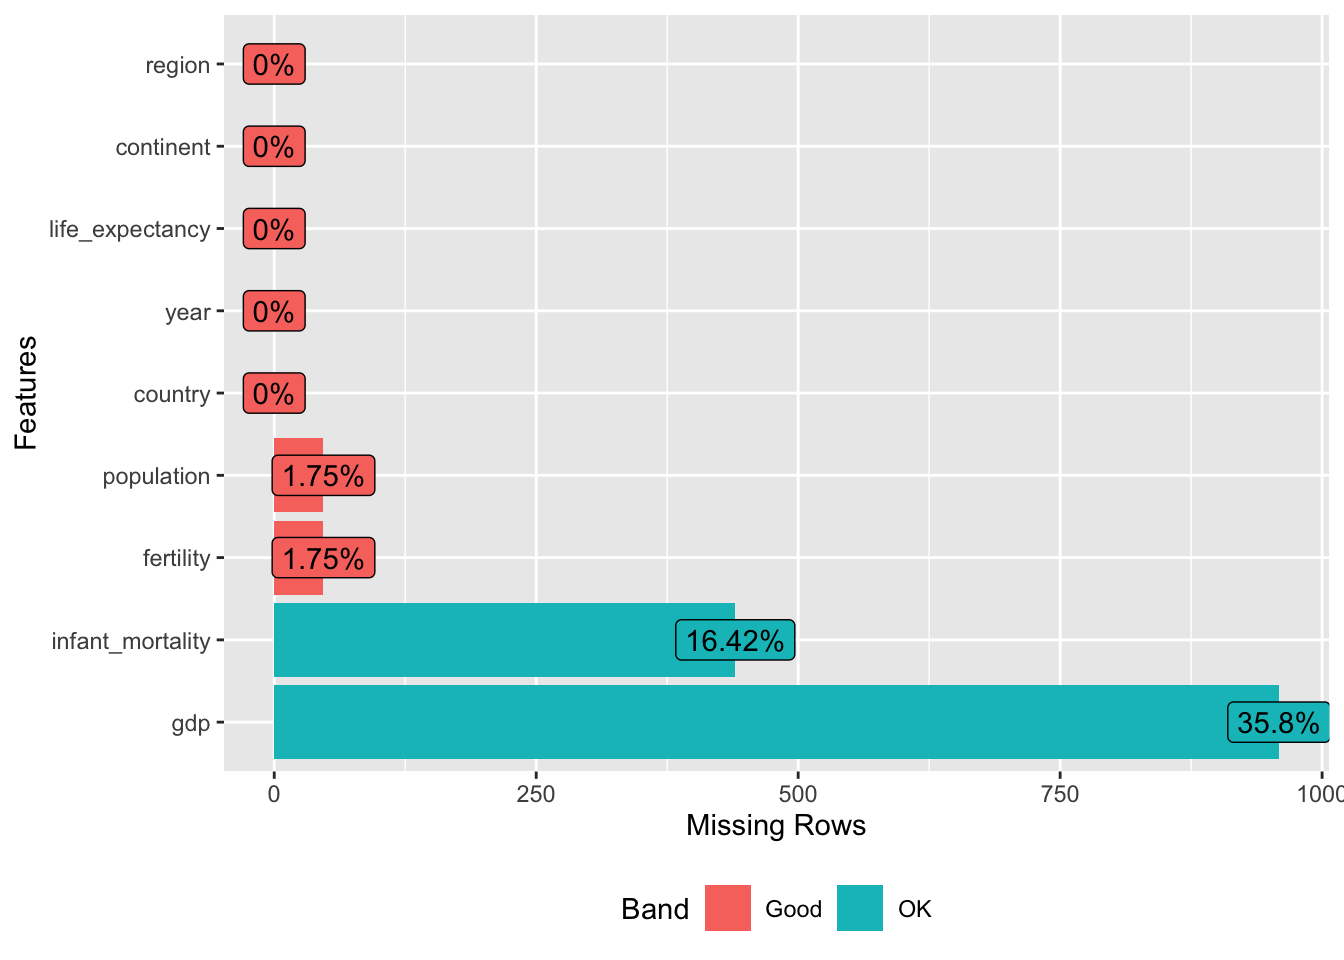 region 0%
continent 0%
life_expectancy 0%
year 0%
country 0%
population 1.75%
fertility 1.75%
infant_mortality 16.42%
gdp 35.8%
Features
0 250 500 750 1000
Missing Rows
Band Good OK